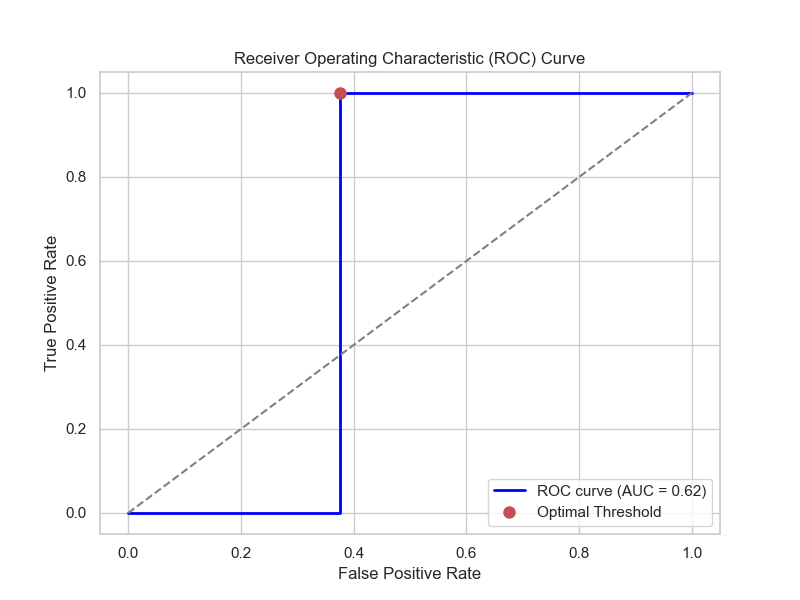 Receiver Operating Characteristic (ROC) Curve
True Positive Rate
1.0
0.8
0.6
0.4
0.2
0.0
0.0 0.2 0.4 0.6 0.8 1.0
False Positive Rate
ROC curve (AUC = 0.62)
Optimal Threshold